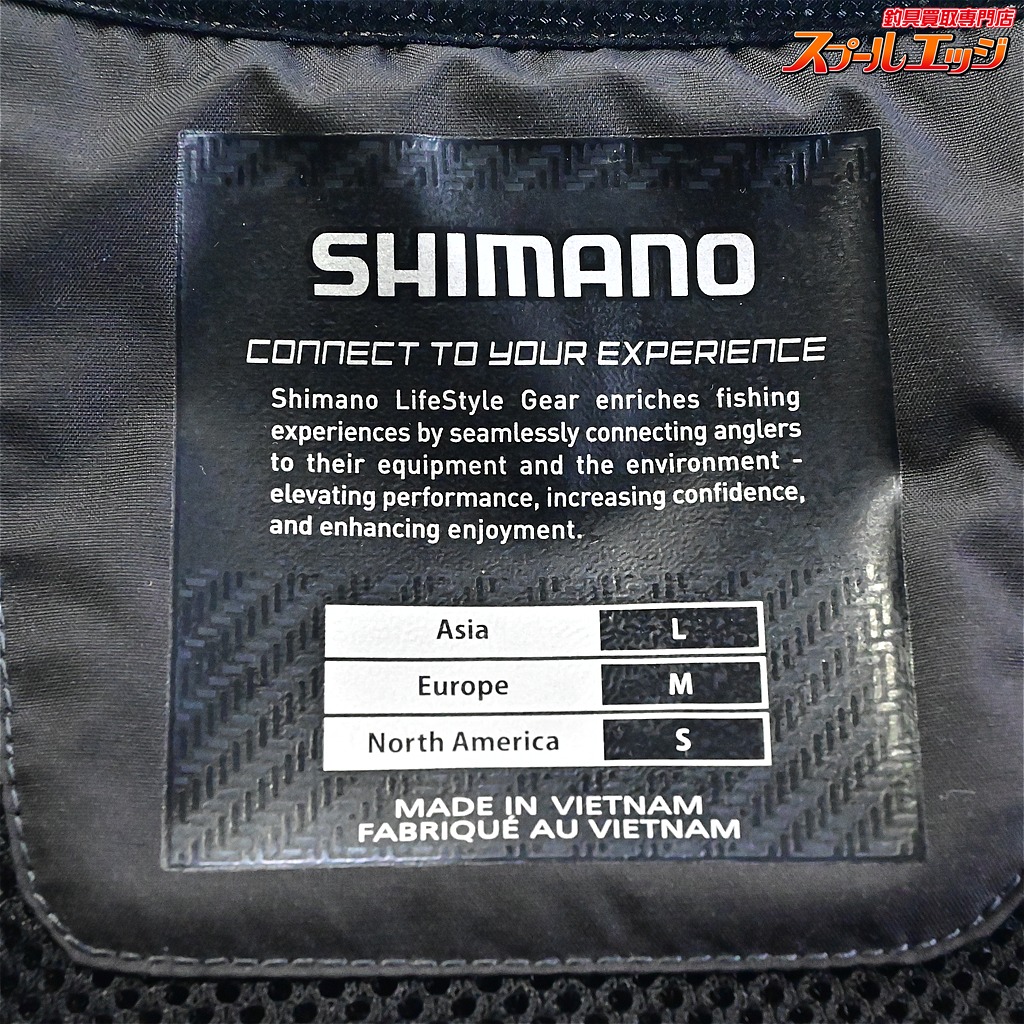 釣具買取専門店
スプールエッジ
SHIMANO
CONNECT TO YOUR EXPERIENCE
Shimano LifeStyle Gear enriches fishing
experiences by seamlessly connecting anglers
to their equipment and the environment -
elevating performance, increasing confidence,
and enhancing enjoyment.
Asia L
Europe M
North America S
MADE IN VIETNAM
FABRIQUÉ AU VIETNAM